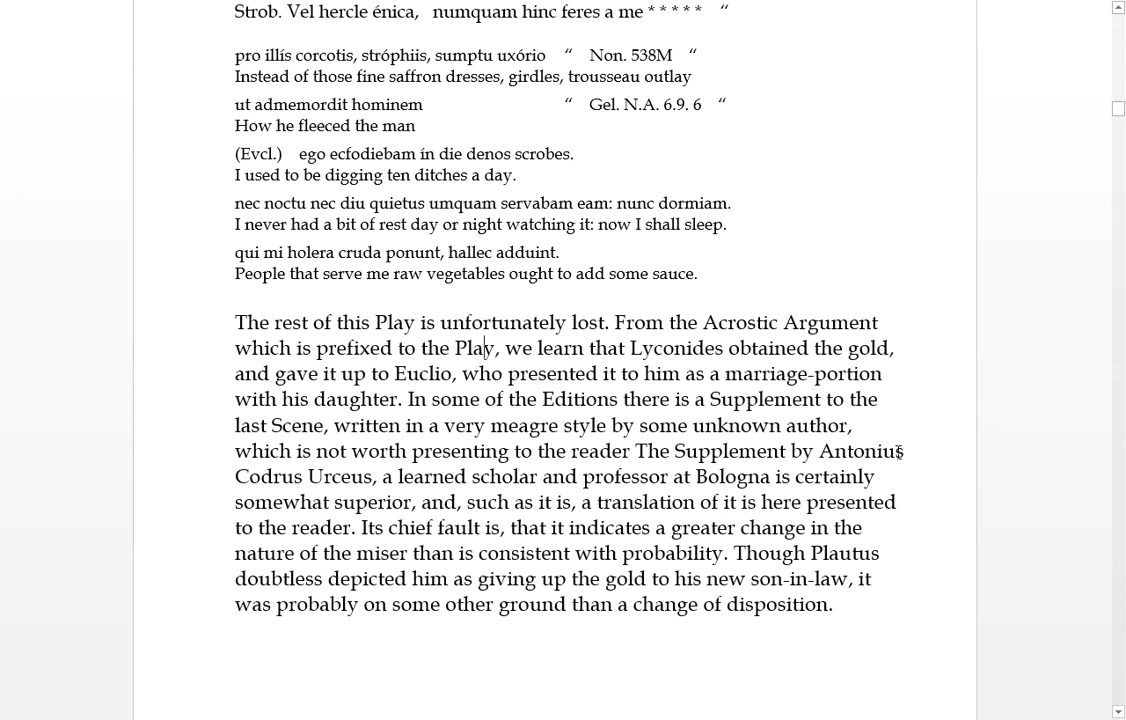 Strob. Vel hercle énica, numquam hinc feres a me * * * * * “
pro illís corcotis, stróphiis, sumptu uxório “ Non. 538M “
Instead of those fine saffron dresses, girdles, trousseau outlay
ut admemordit hominem “ Gel. N.A. 6.9. 6 “
How he fleeced the man
(Evcl.) ego ecfodiebam ín die denos scrobes.
I used to be digging ten ditches a day.
nec noctu nec diu quietus umquam servabam eam: nunc dormiam.
I never had a bit of rest day or night watching it: now I shall sleep.
qui mi holera cruda ponunt, hallec adduint.
People that serve me raw vegetables ought to add some sauce.
The rest of this Play is unfortunately lost. From the Acrostic Argument
which is prefixed to the Play, we learn that Lyconides obtained the gold,
and gave it up to Euclio, who presented it to him as a marriage-portion
with his daughter. In some of the Editions there is a Supplement to the
last Scene, written in a very meagre style by some unknown author,
which is not worth presenting to the reader The Supplement by Antonius
Codrus Urceus, a learned scholar and professor at Bologna is certainly
somewhat superior, and, such as it is, a translation of it is here presented
to the reader. Its chief fault is, that it indicates a greater change in the
nature of the miser than is consistent with probability. Though Plautus
doubtless depicted him as giving up the gold to his new son-in-law, it
was probably on some other ground than a change of disposition.